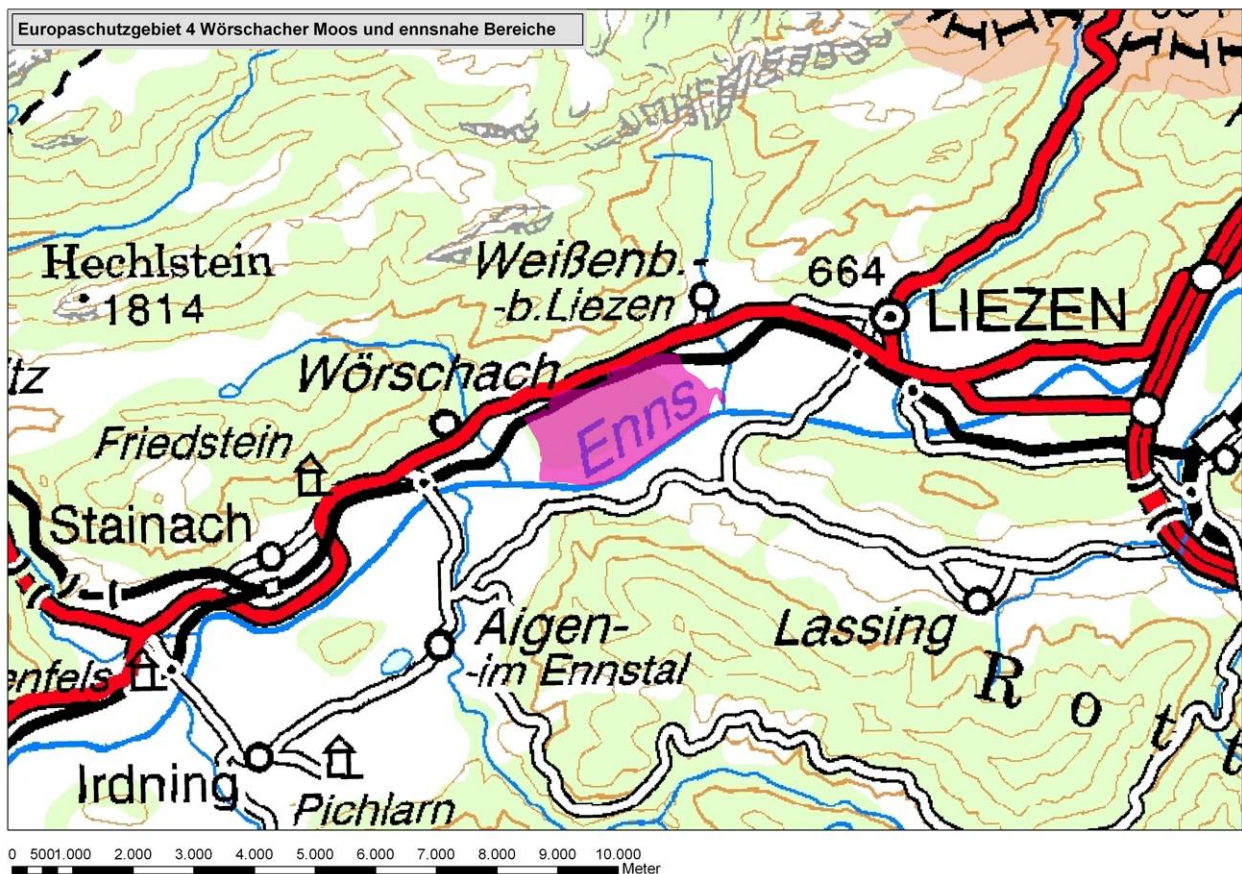 Europaschutzgebiet 4 Wörschacher Moos und ennsnahe Bereiche
Hechlstein
1814
Weißenb.-
-b.Liezen
664
LIEZEN
Wörschach
Enns
Friedstein
Stainach
Aigen-
-im Ennstal
Lassing
enfels
Irdning
Pichlarn
R o t t
0 500 1.000 2.000 3.000 4.000 5.000 6.000 7.000 8.000 9.000 10.000
Meter